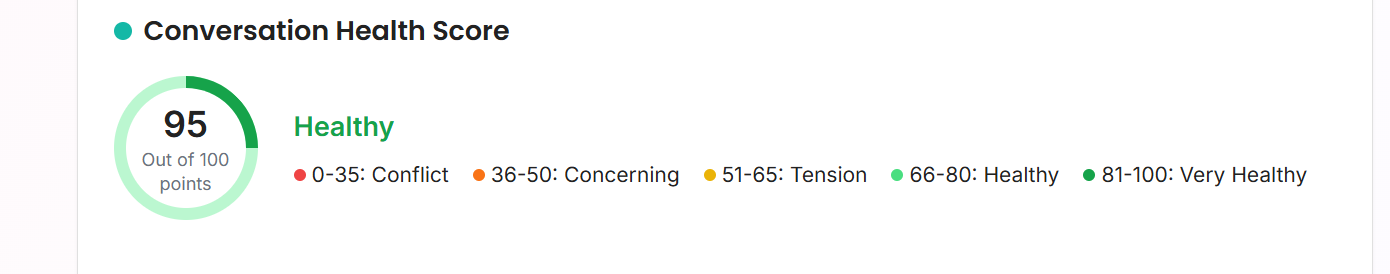 Conversation Health Score
95
Out of 100
points
Healthy
0-35: Conflict 36-50: Concerning 51-65: Tension 66-80: Healthy 81-100: Very Healthy